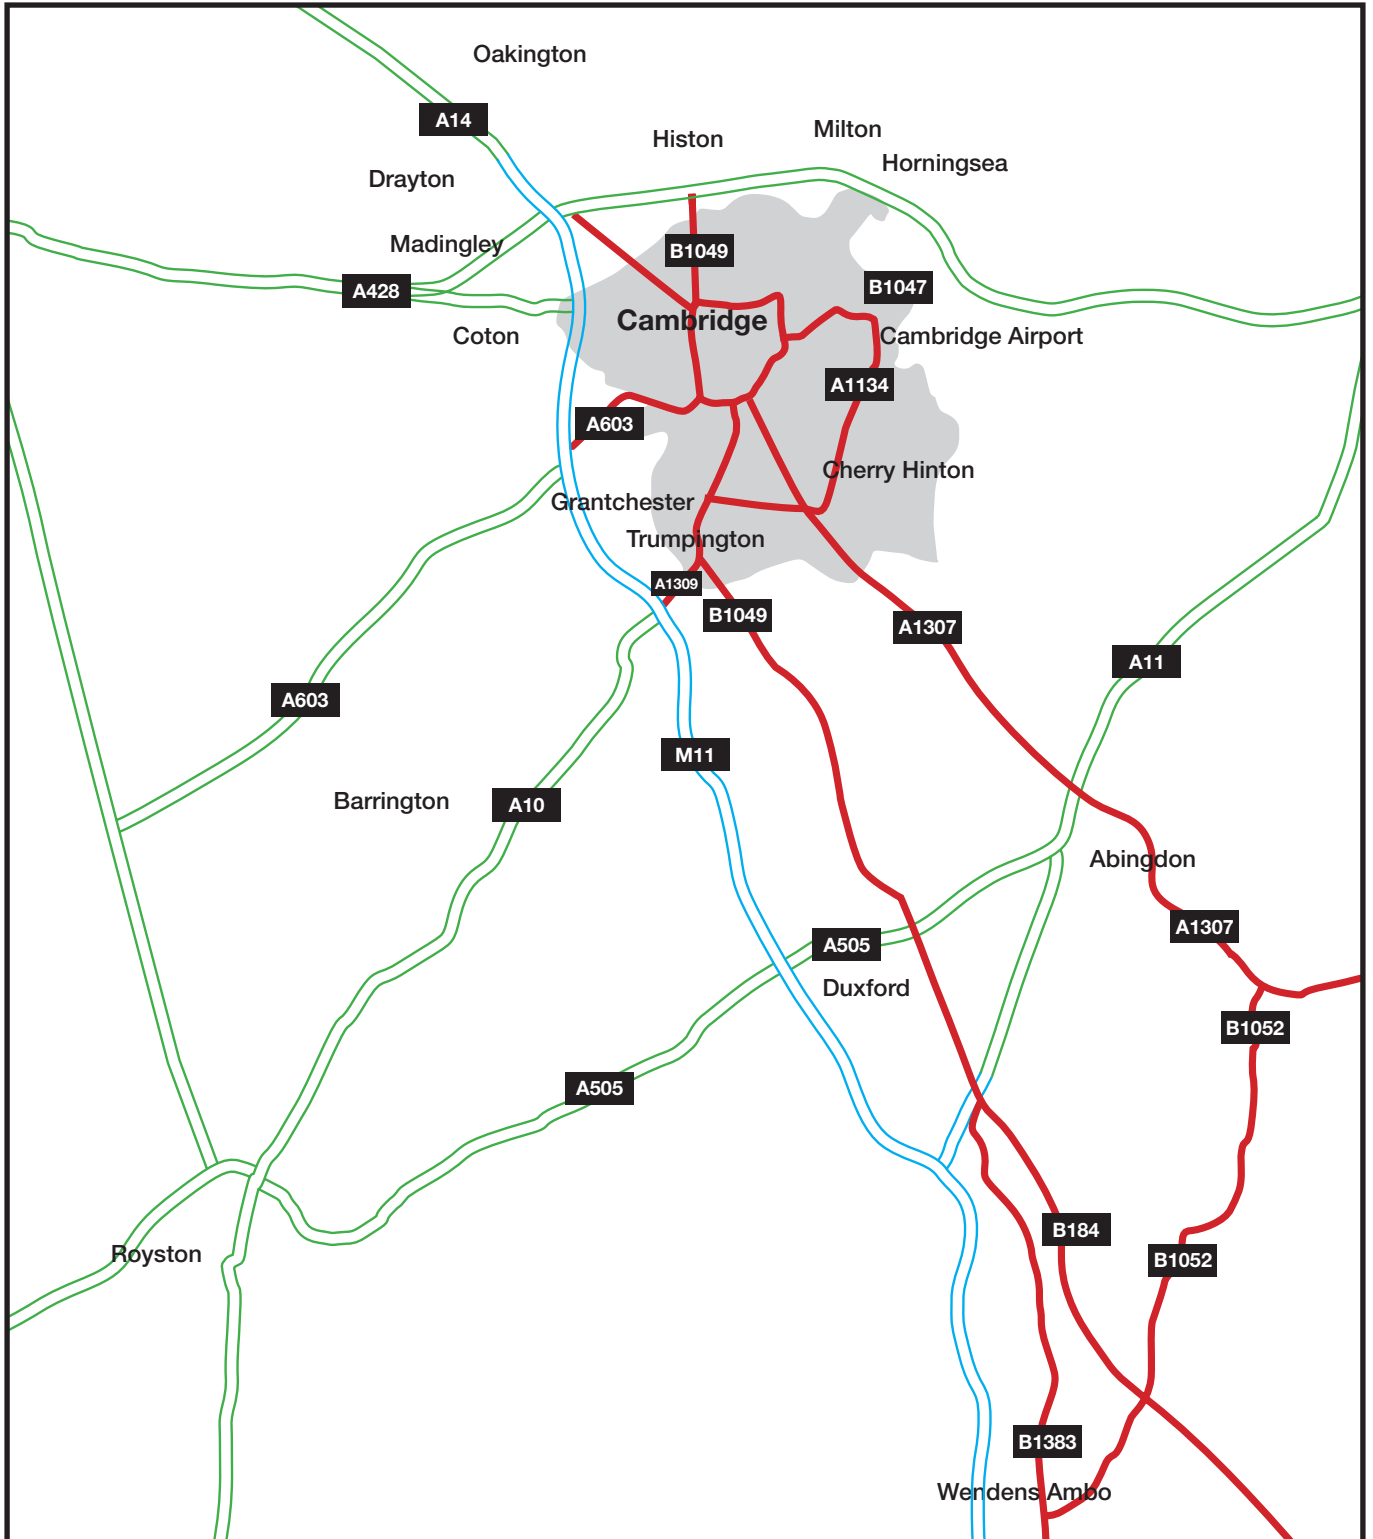 Oakington
A14
Milton
Histon
Horningsea
Drayton
Madingley
B1049
B1047
A428
Cambridge
Coton
Cambridge Airport
A1134
A603
Cherry Hinton
Grantchester
Trumpington
A1309
B1049
A1307
A11
A603
M11
Barrington
A10
Abingdon
A1307
A505
Duxford
B1052
A505
B184
Royston
B1052
B1383
Wendens Ambo